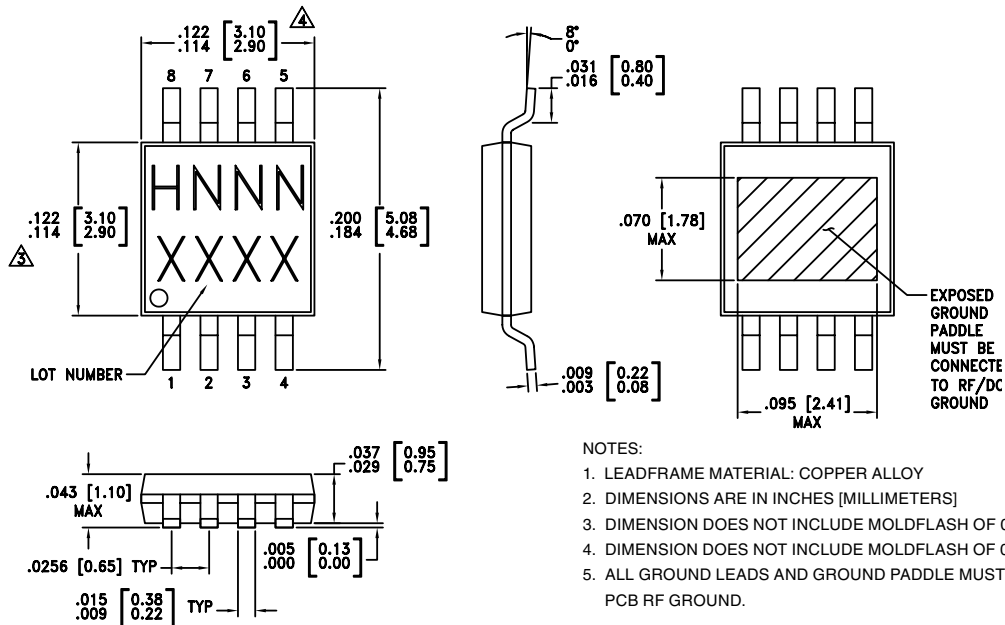 .122 [3.10]
.114 [2.90]
4
8 7 6 5
HNNN
XXXX
.122 [3.10]
.114 [2.90]
3
.200 [5.08]
.184 [4.68]
LOT NUMBER
1 2 3 4
8°
0°
.031 [0.80]
.016 [0.40]
.009 [0.22]
.003 [0.08]
.070 [1.78]
MAX
.095 [2.41]
MAX
EXPOSED
GROUND
PADDLE
MUST BE
TO
GROUND
.043 [1.10]
MAX
.037 [0.95]
.029 [0.75]
.0256 [0.65] TYP
.005 [0.13]
.000 [0.00]
.015 [0.38]
.009 [0.22]
TYP
NOTES:
1. LEADFRAME MATERIAL: COPPER ALLOY
2. DIMENSIONS ARE IN INCHES [MILLIMETERS]
3. DIMENSION DOES NOT INCLUDE MOLDFLASH OF
4. DIMENSION DOES NOT INCLUDE MOLDFLASH OF
5. ALL GROUND LEADS AND GROUND PADDLE MUST
PCB RF GROUND.